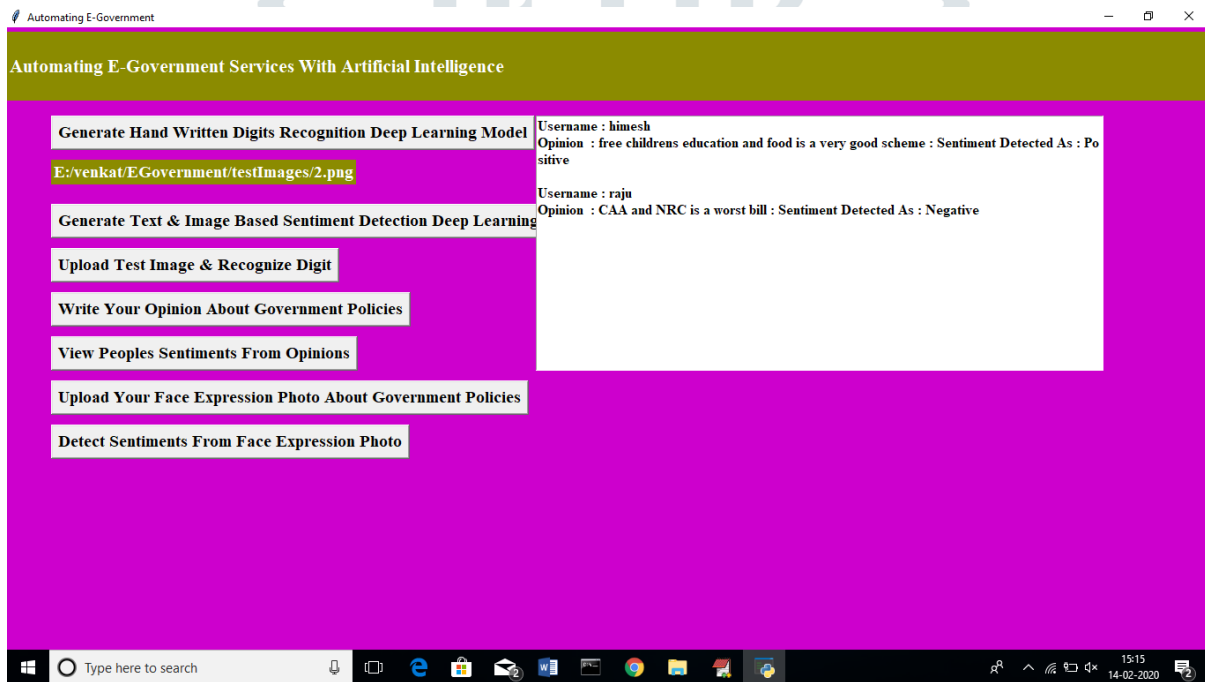 Automating E-Government
Automating E-Government Services With Artificial Intelligence
Generate Hand Written Digits Recognition Deep Learning Model
E:/venkat/EGovernment/testImages/2.png
Generate Text & Image Based Sentiment Detection Deep Learning
Upload Test Image & Recognize Digit
Write Your Opinion About Government Policies
View Peoples Sentiments From Opinions
Upload Your Face Expression Photo About Government Policies
Detect Sentiments From Face Expression Photo
Username : himesh
Opinion : free childrens education and food is a very good scheme : Sentiment Detected As : Po
sitive
Username : raju
Opinion : CAA and NRC is a worst bill : Sentiment Detected As : Negative
Type here to search
2
15:15
14-02-2020
2